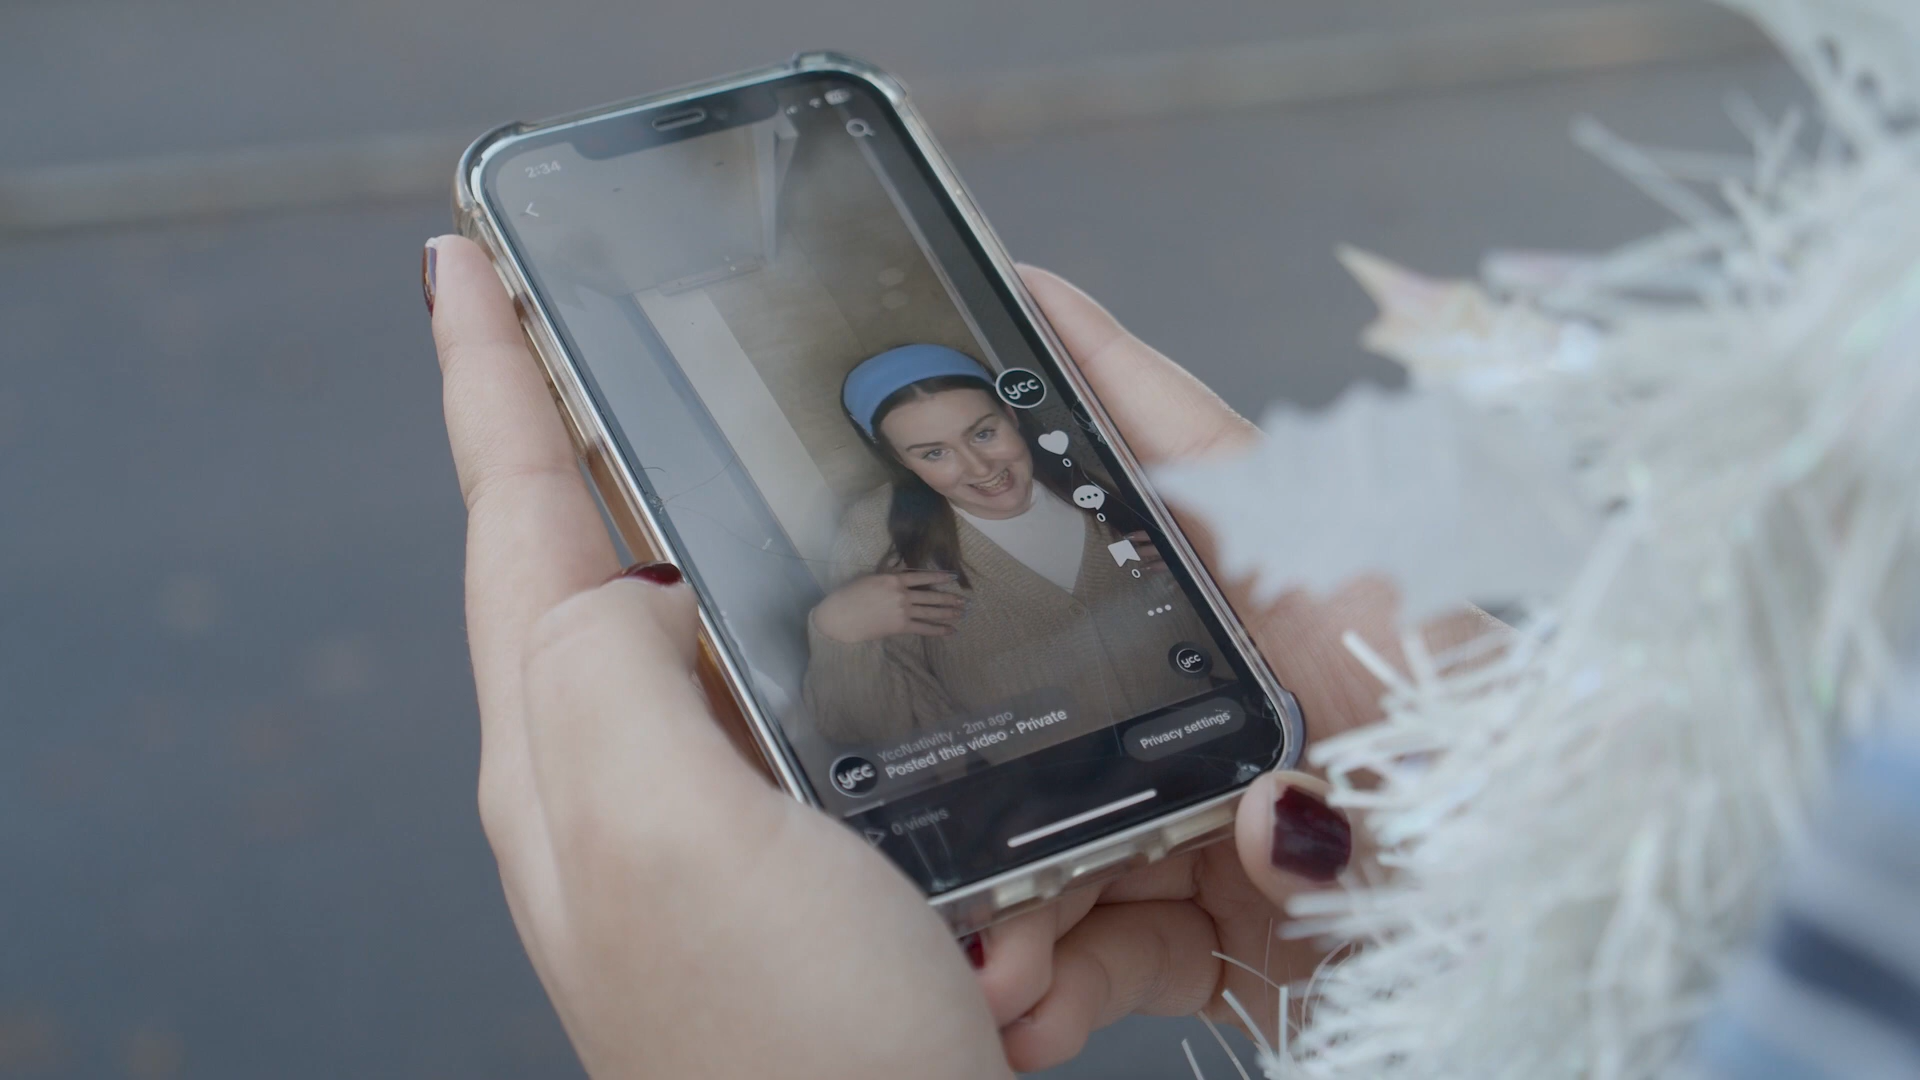 2:34
ycc
0
0
0
ycc
YccNativity · 2m ago
Posted this video · Private
Privacy settings
ycc
0 views